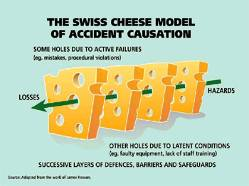 THE SWISS CHEESE MODEL
OF ACCIDENT CAUSATION
SOME HOLES DUE TO ACTIVE FAILURES
(eg. mistakes, procedural violations)
LOSSES
HAZARDS
OTHER HOLES DUE TO LATENT CONDITIONS
(eg. faulty equipment, lack of staff training)
SUCCESSIVE LAYERS OF DEFENCES, BARRIERS AND SAFEGUARDS
Source: Adapted from the work of James Reason.